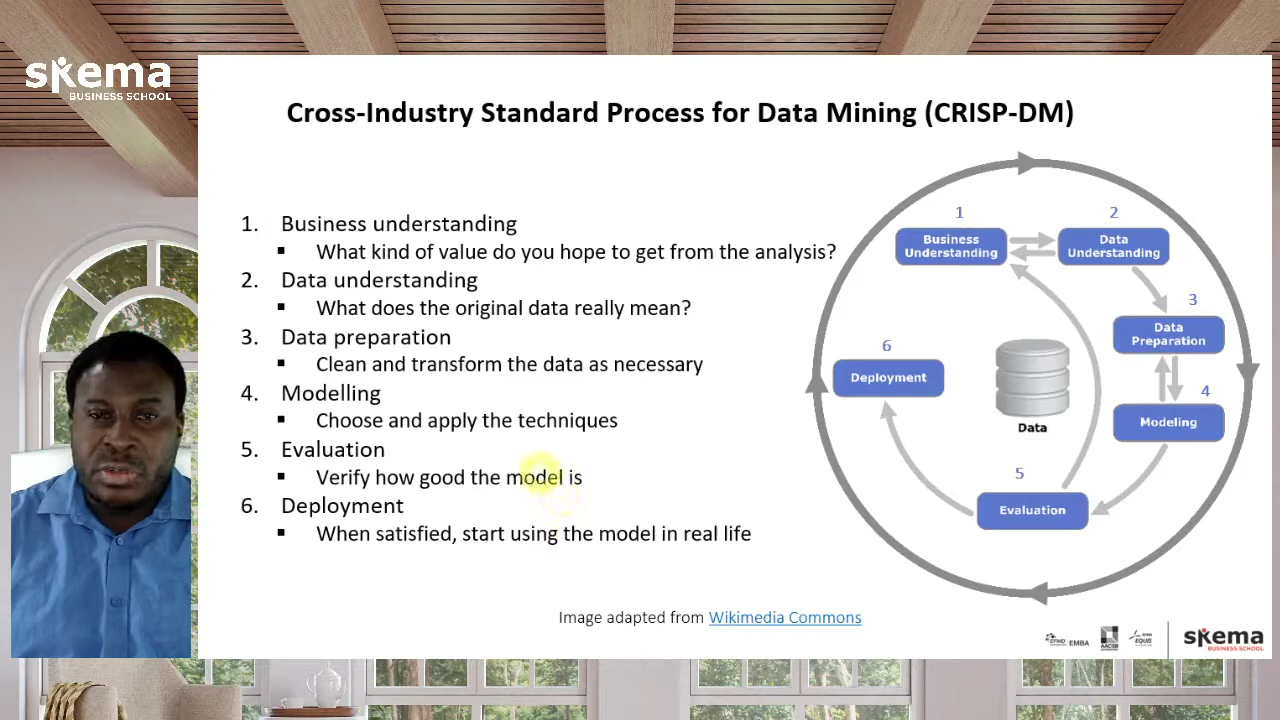 skema
BUSINESS SCHOOL
Cross-Industry Standard Process for Data Mining (CRISP-DM)
1. Business understanding
▪ What kind of value do you hope to get from the analysis?
2. Data understanding
▪ What does the original data really mean?
3. Data preparation
▪ Clean and transform the data as necessary
4. Modelling
▪ Choose and apply the techniques
5. Evaluation
▪ Verify how good the model is
6. Deployment
▪ When satisfied, start using the model in real life
1
Business
Understanding
2
Data
Understanding
3
Data
Preparation
4
Modeling
5
Evaluation
6
Deployment
Data
Image adapted from Wikimedia Commons
EFMD
EMBA
AACSB
EFMD
EQUIS
skema
BUSINESS SCHOOL